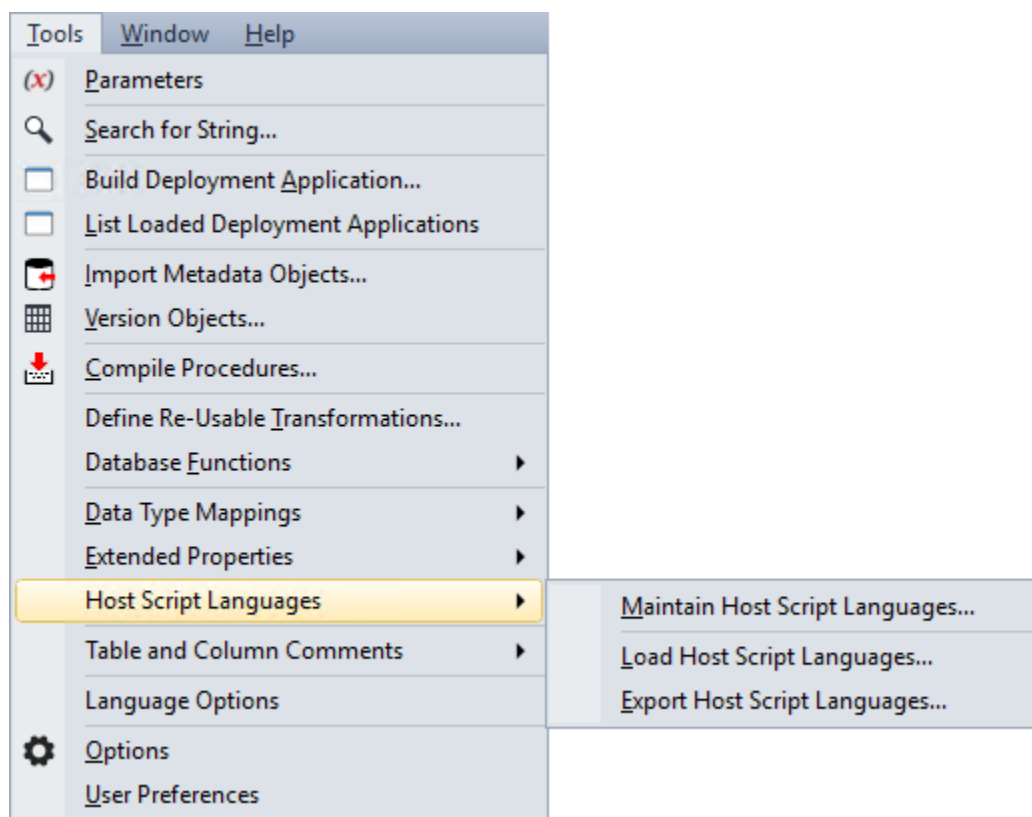 Tools Window Help
(x) Parameters
Search for String...
Build Deployment Application...
List Loaded Deployment Applications
Import Metadata Objects...
Version Objects...
Compile Procedures...
Define Re-Usable Transformations...
Database Functions
Data Type Mappings
Extended Properties
Host Script Languages
Maintain Host Script Languages...
Load Host Script Languages...
Export Host Script Languages...
Table and Column Comments
Language Options
Options
User Preferences